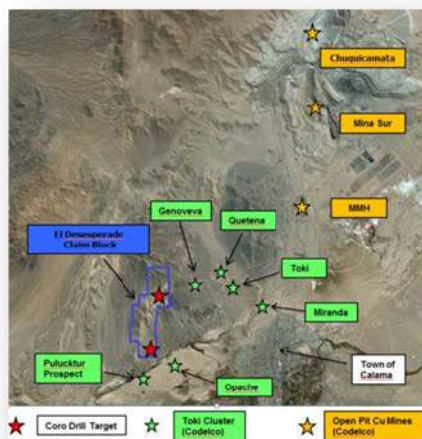 Chuquicamata
Mina Sur
MMH
Genoveva
Quetena
El Desesperado
Claim Block
Toki
Miranda
Pulucktur
Prospect
Opache
Town of
Calama
Coro Drill Target
Toki Cluster
(Codelco)
Open Pit Cu Mines
(Codelco)